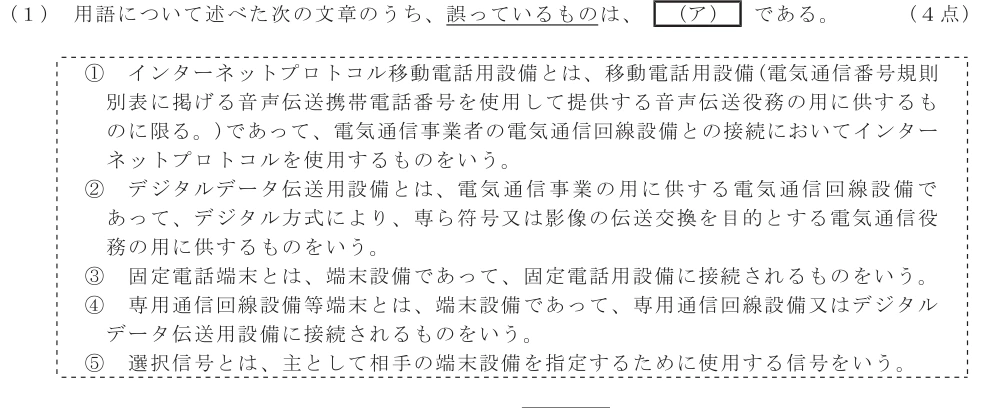 （１）　用語について述べた次の文章のうち、誤っているものは、（ア）である。　（４点）
①　インターネットプロトコル移動電話用設備とは、移動電話用設備(電気通信番号規則
別表に掲げる音声伝送携帯電話番号を使用して提供する音声伝送役務の用に供するも
のに限る。)であって、電気通信事業者の電気通信回線設備との接続においてインター
ネットプロトコルを使用するものをいう。
②　デジタルデータ伝送用設備とは、電気通信事業の用に供する電気通信回線設備で
あって、デジタル方式により、専ら符号又は影像の伝送交換を目的とする電気通信役
務の用に供するものをいう。
③　固定電話端末とは、端末設備であって、固定電話用設備に接続されるものをいう。
④　専用通信回線設備等端末とは、端末設備であって、専用通信回線設備又はデジタル
データ伝送用設備に接続されるものをいう。
⑤　選択信号とは、主として相手の端末設備を指定するために使用する信号をいう。